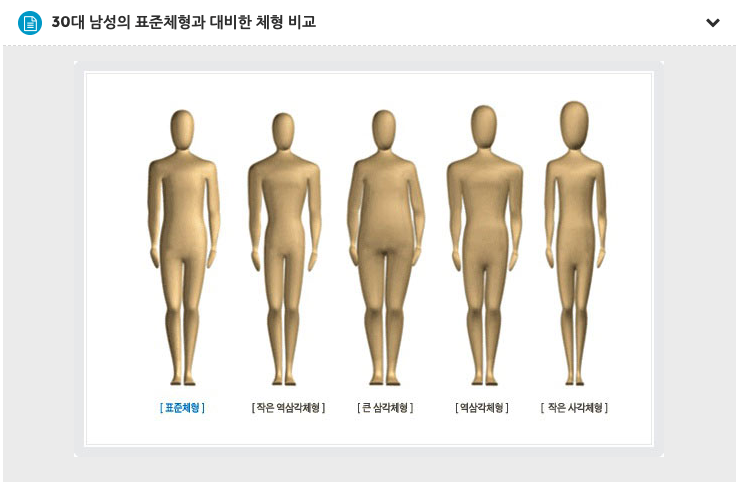 30대 남성의 표준체형과 대비한 체형 비교
[ 표준체형 ]
[ 작은 역삼각체형 ]
[ 큰 삼각체형 ]
[ 역삼각체형 ]
[ 작은 사각체형 ]